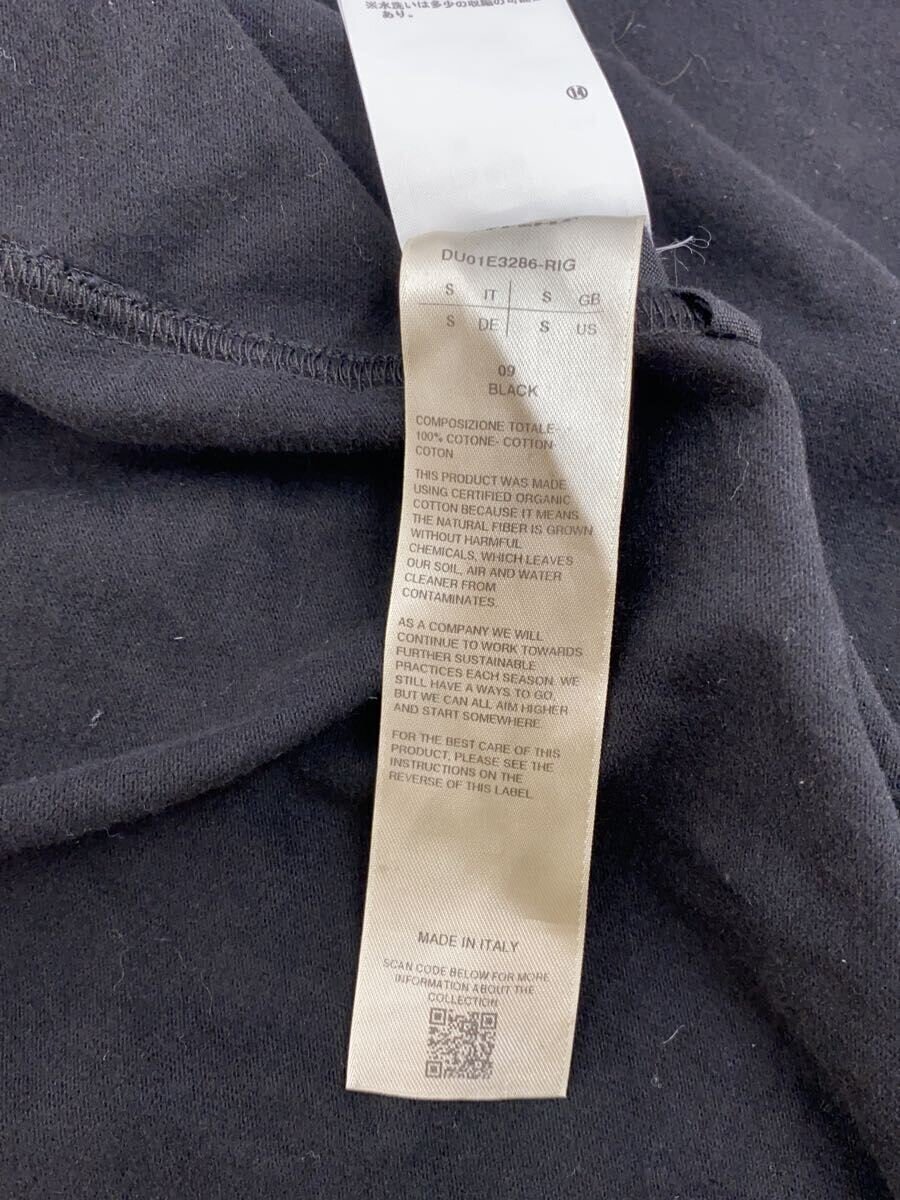 ※水洗いは多少の収縮の可能性
あり。
14
DU01E3286-RIG
S IT S GB
S DE S US
09
BLACK
COMPOSIZIONE TOTALE-
100% COTONE- COTTON-
COTON
THIS PRODUCT WAS MADE
USING CERTIFIED ORGANIC
COTTON BECAUSE IT MEANS
THE NATURAL FIBER IS GROWN
WITHOUT HARMFUL
CHEMICALS, WHICH LEAVES
OUR SOIL, AIR AND WATER
CLEANER FROM
CONTAMINATES.
AS A COMPANY WE WILL
CONTINUE TO WORK TOWARDS
FURTHER SUSTAINABLE
PRACTICES EACH SEASON. WE
STILL HAVE A WAYS TO GO,
BUT WE CAN ALL AIM HIGHER
AND START SOMEWHERE.
FOR THE BEST CARE OF THIS
PRODUCT, PLEASE SEE THE
INSTRUCTIONS ON THE
REVERSE OF THIS LABEL.
MADE IN ITALY
SCAN CODE BELOW FOR MORE
INFORMATION ABOUT THE
COLLECTION